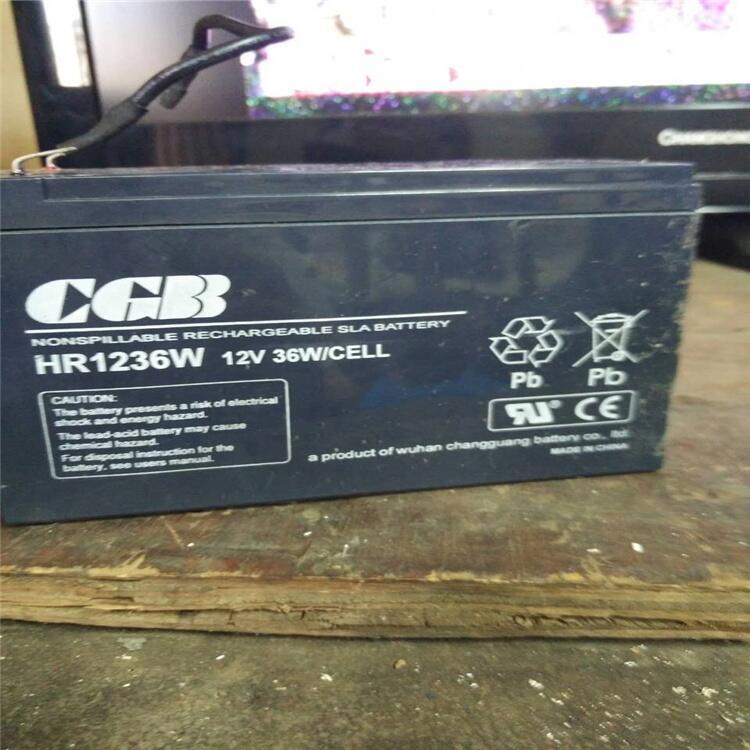 CGB
NONSPILLABLE RECHARGEABLE SLA BATTERY
HR1236W 12V 36W/CELL
CAUTION:
The battery presents a risk of electrical
shock and energy hazard.
The lead-acid battery may cause
chemical hazard.
For disposal instruction for the
battery, see users manual.
Pb
Pb
CE
a product of wuhan changguang battery co., ltd.
MADE IN CHINA